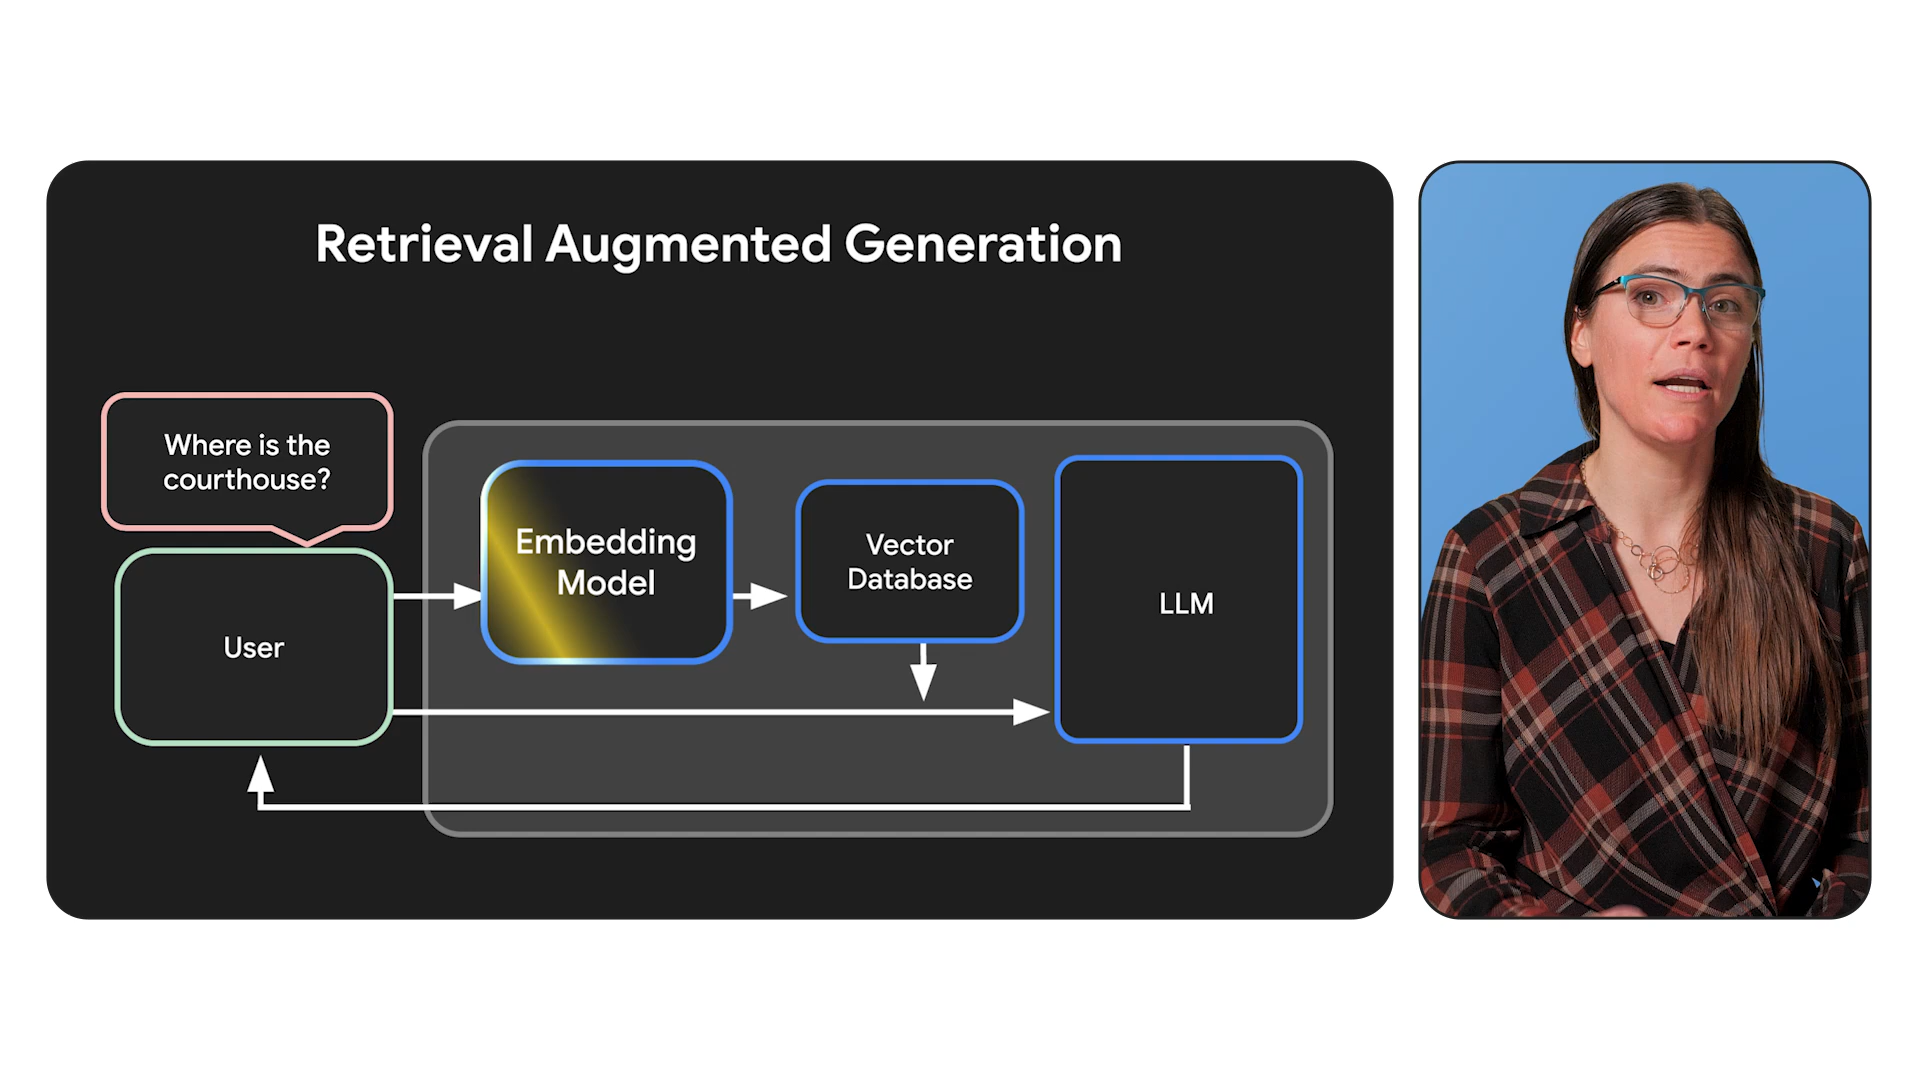 Retrieval Augmented Generation
Where is the
courthouse?
User
Embedding
Model
Vector
Database
LLM